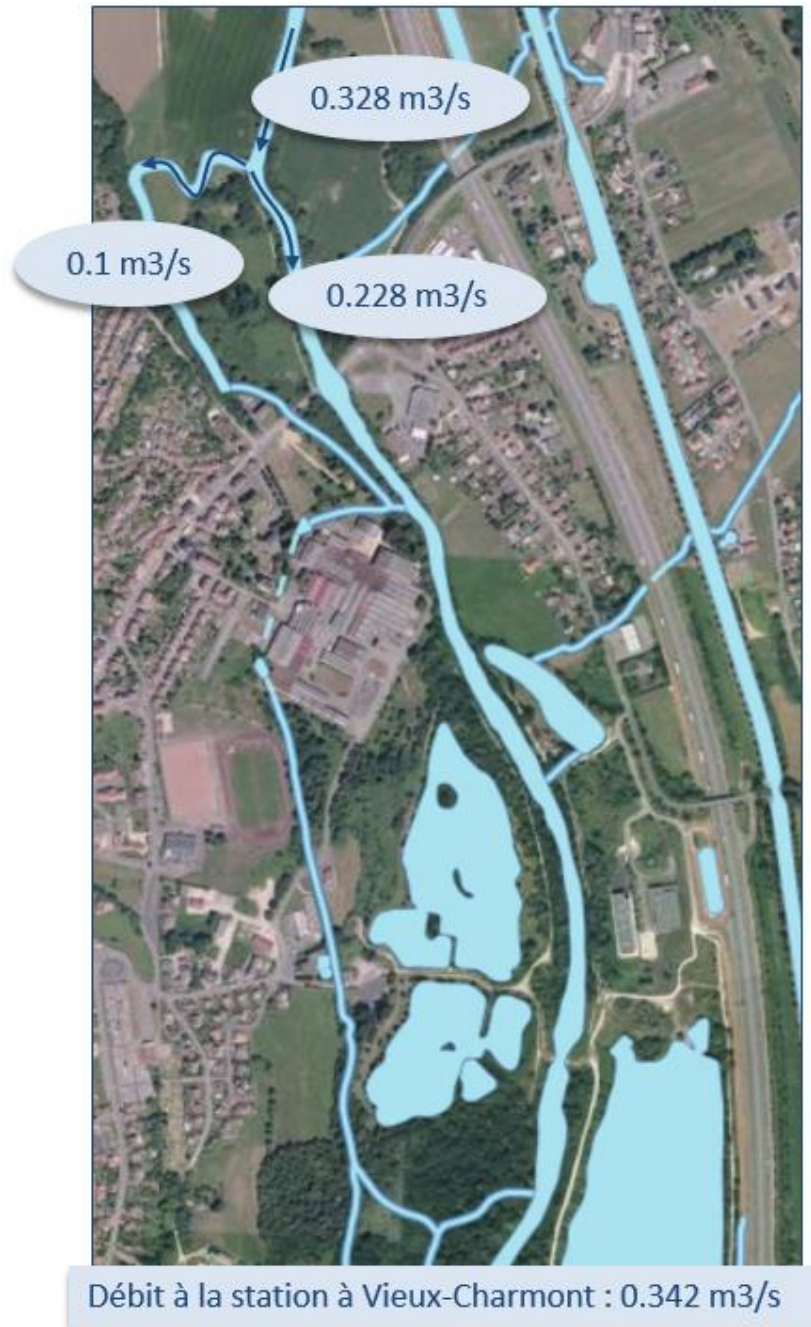 0.328 m3/s
0.1 m3/s
0.228 m3/s
Débit à la station à Vieux-Charmont : 0.342 m3/s